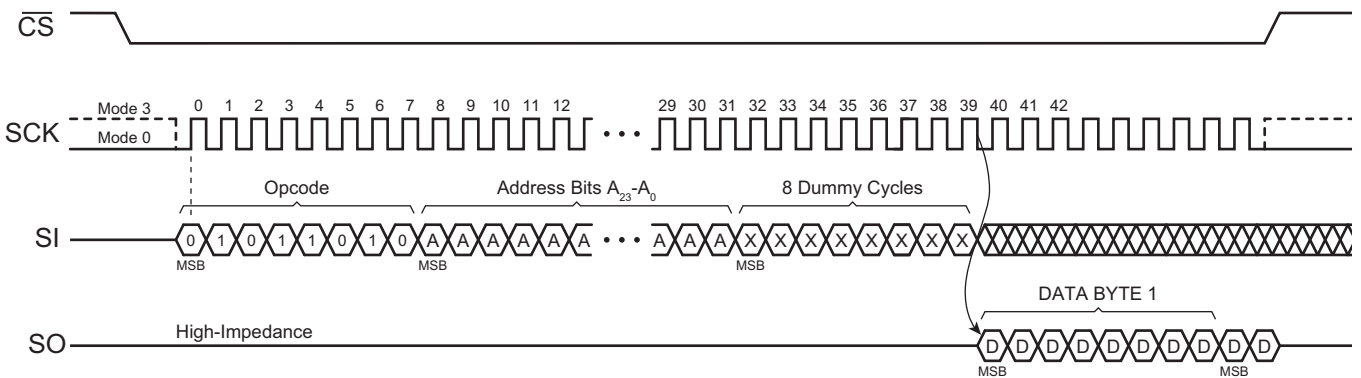 CS
Mode 3
0 1 2 3 4 5 6 7 8 9 10 11 12 29 30 31 32 33 34 35 36 37 38 39 40 41 42
SCK
Mode 0
• • •
Opcode
Address Bits A23-A0
8 Dummy Cycles
SI
0 1 0 1 1 0 1 0 A A A A A A • • • A A A X X X X X X X X
MSB MSB MSB
DATA BYTE 1
High-Impedance
SO
D D D D D D D D D D
MSB MSB